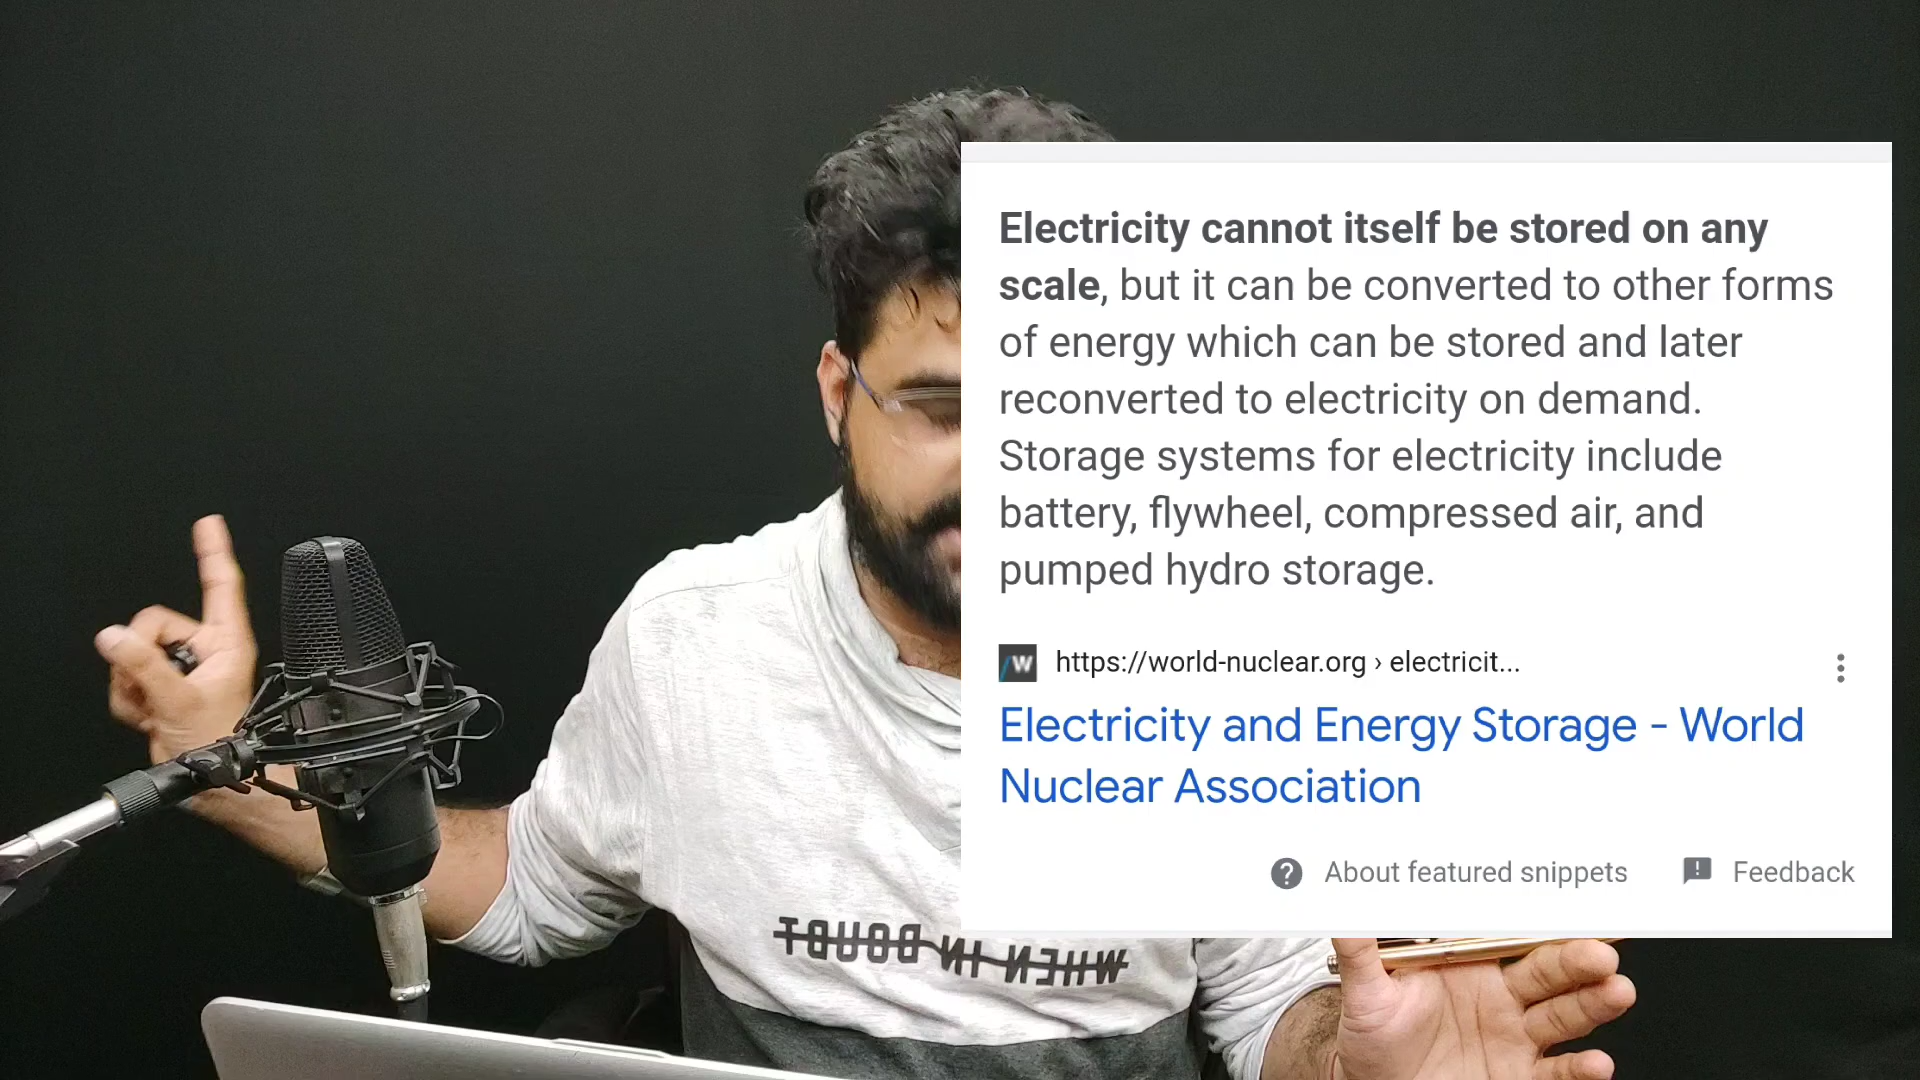 Electricity cannot itself be stored on any
scale, but it can be converted to other forms
of energy which can be stored and later
reconverted to electricity on demand.
Storage systems for electricity include
battery, flywheel, compressed air, and
pumped hydro storage.
W https://world-nuclear.org › electricit...
Electricity and Energy Storage - World
Nuclear Association
About featured snippets Feedback
WHEN IN DOUBT